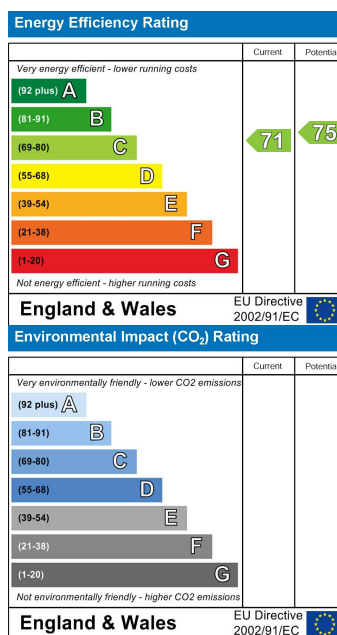 Energy Efficiency Rating
Current Potential
Very energy efficient - lower running costs
(92 plus) A
(81-91) B
(69-80) C
71 75
(55-68) D
(39-54) E
(21-38) F
(1-20) G
Not energy efficient - higher running costs
England & Wales
EU Directive
2002/91/EC
Environmental Impact (CO₂) Rating
Current Potential
Very environmentally friendly - lower CO2 emissions
(92 plus) A
(81-91) B
(69-80) C
(55-68) D
(39-54) E
(21-38) F
(1-20) G
Not environmentally friendly - higher CO2 emissions
England & Wales
EU Directive
2002/91/EC